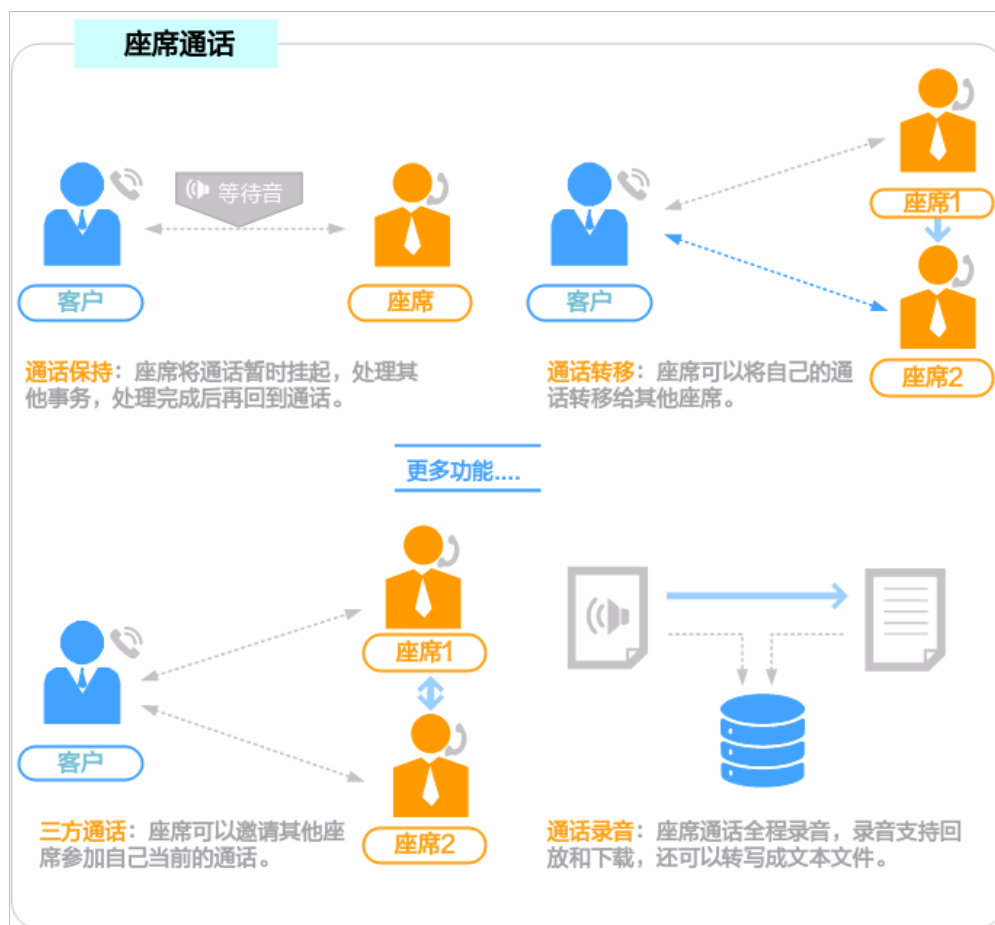 座席通话
等待音
客户
座席
通话保持：座席将通话暂时挂起，处理其
他事务，处理完成后再回到通话。
座席1
客户
座席2
通话转移：座席可以将自己的通
话转移给其他座席。
更多功能....
座席1
客户
座席2
三方通话：座席可以邀请其他座
席参加自己当前的通话。
通话录音：座席通话全程录音，录音支持回
放和下载，还可以转写成文本文件。